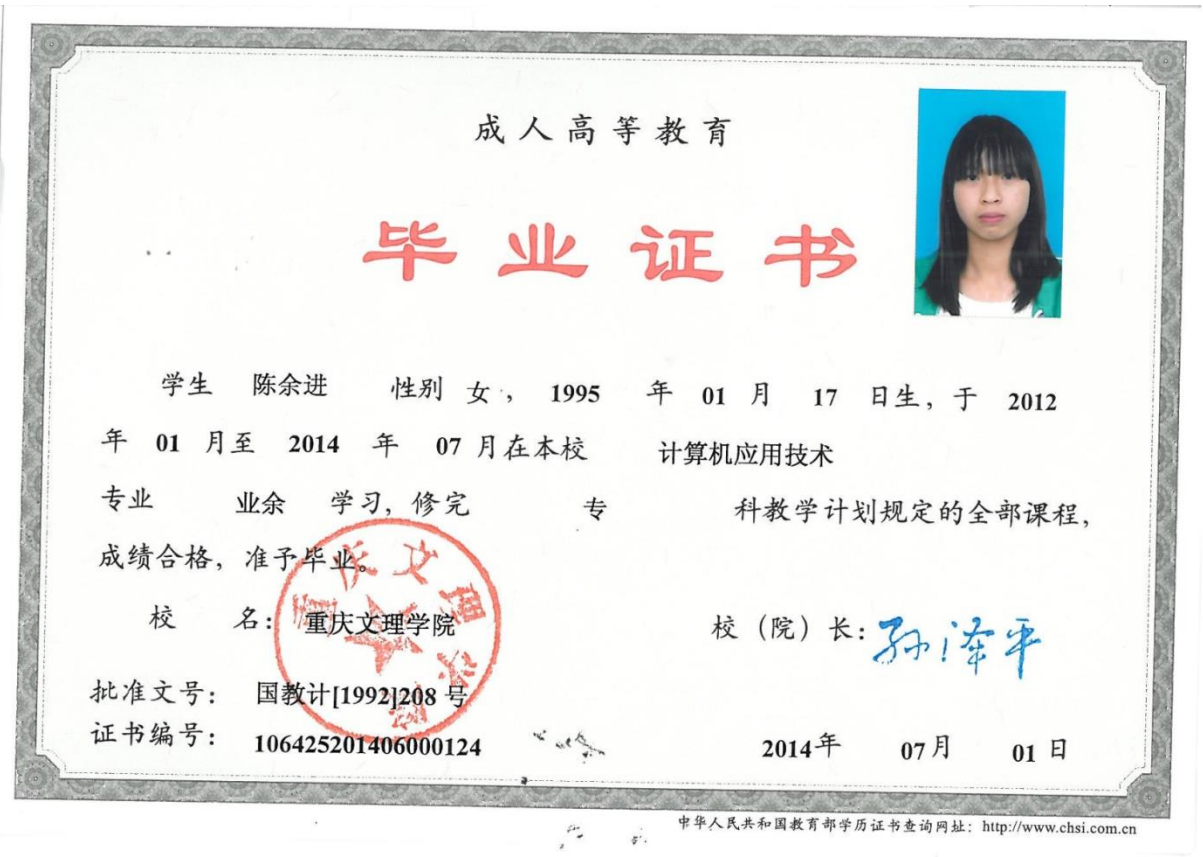 成人高等教育
毕业证书
学生 陈余进 性别 女, 1995 年 01 月 17 日生, 于 2012
年 01 月至 2014 年 07 月在本校 计算机应用技术
专业 业余 学习, 修完 专 科教学计划规定的全部课程,
成绩合格, 准予毕业。
校 名: 重庆文理学院 校(院)长: 孙泽平
重庆文理学院
批准文号: 国教计[1992]208 号
证书编号: 106425201406000124 2014年 07月 01日
中华人民共和国教育部学历证书查询网址: http://www.chsi.com.cn